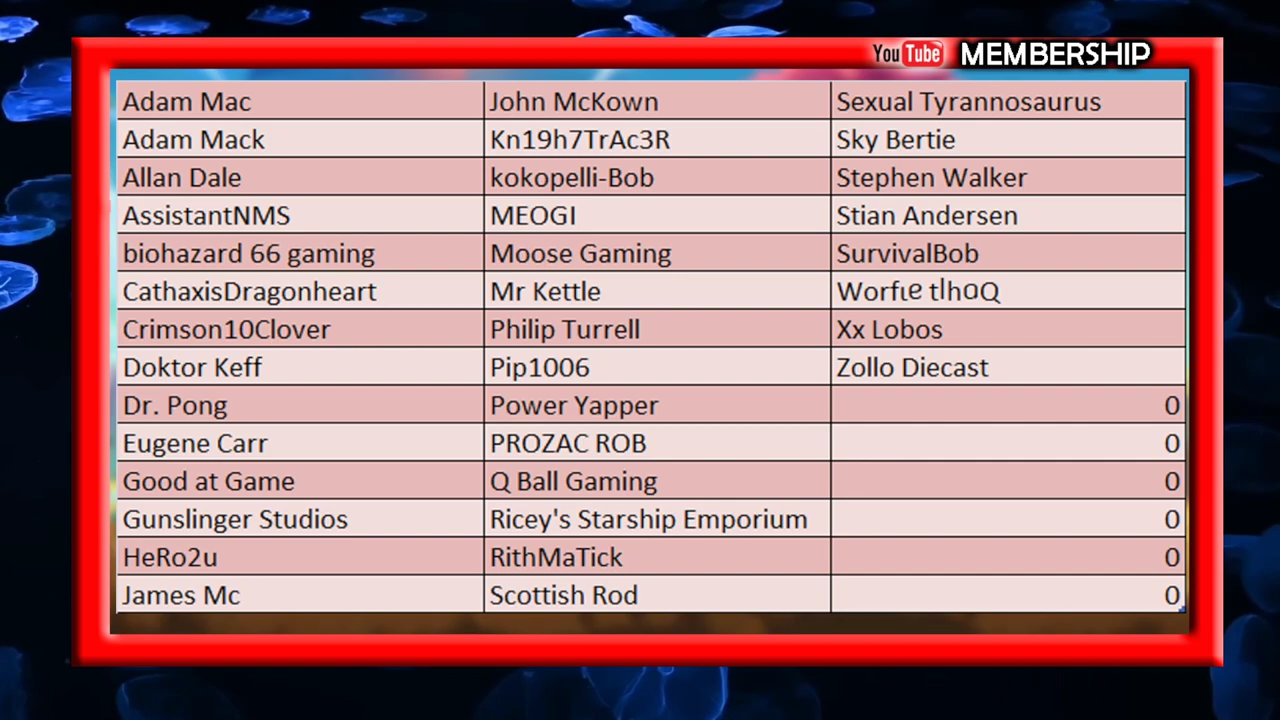 YouTube MEMBERSHIP
Adam Mac John McKown Sexual Tyrannosaurus
Adam Mack Kn19h7TrAc3R Sky Bertie
Allan Dale kokopelli-Bob Stephen Walker
AssistantNMS MEOGI Stian Andersen
biohazard 66 gaming Moose Gaming SurvivalBob
CathaxisDragonheart Mr Kettle Worfɩҽ tӀhɑQ
Crimson10Clover Philip Turrell Xx Lobos
Doktor Keff Pip1006 Zollo Diecast
Dr. Pong Power Yapper 0
Eugene Carr PROZAC ROB 0
Good at Game Q Ball Gaming 0
Gunslinger Studios Ricey's Starship Emporium 0
HeRo2u RithMaTick 0
James Mc Scottish Rod 0